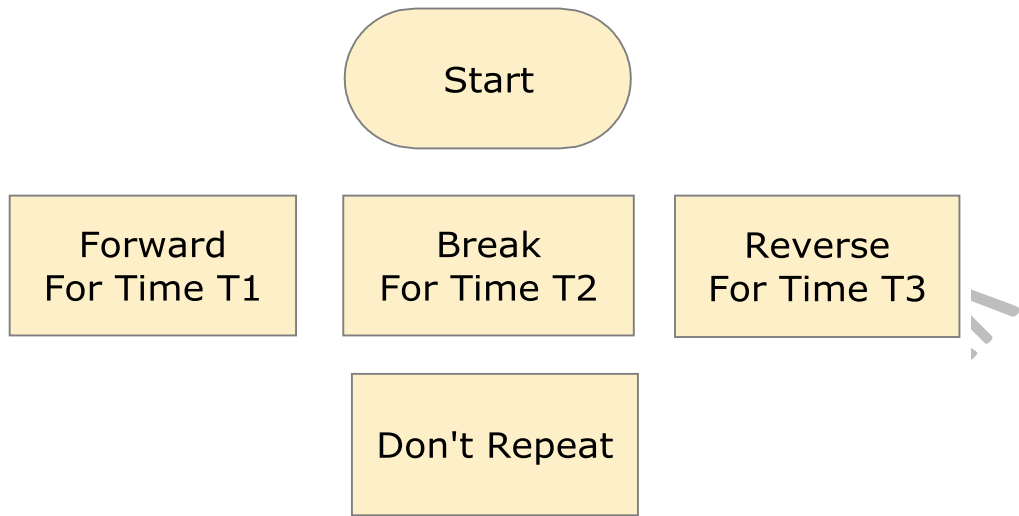 Start
Forward
For Time T1
Break
For Time T2
Reverse
For Time T3
Don't Repeat